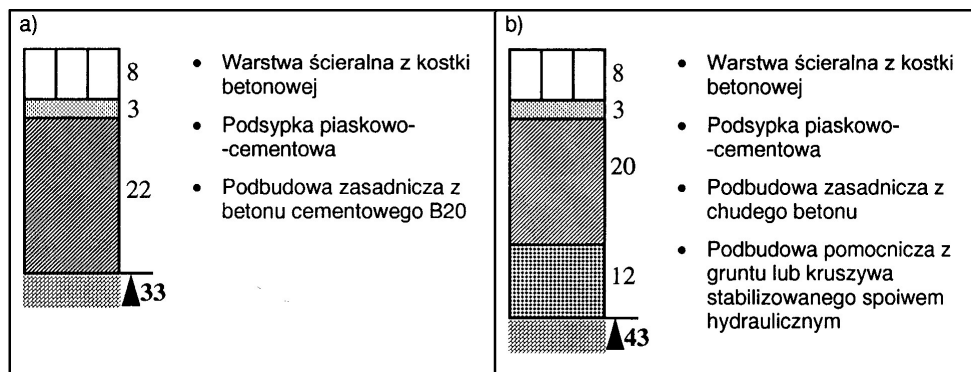 a)
8
3
22
33
• Warstwa ścieralna z kostki
betonowej
• Podsypka piaskowo-
-cementowa
• Podbudowa zasadnicza z
betonu cementowego B20
b)
8
3
20
12
43
• Warstwa ścieralna z kostki
betonowej
• Podsypka piaskowo-
-cementowa
• Podbudowa zasadnicza z
chudego betonu
• Podbudowa pomocnicza z
gruntu lub kruszywa
stabilizowanego spoiwem
hydraulicznym